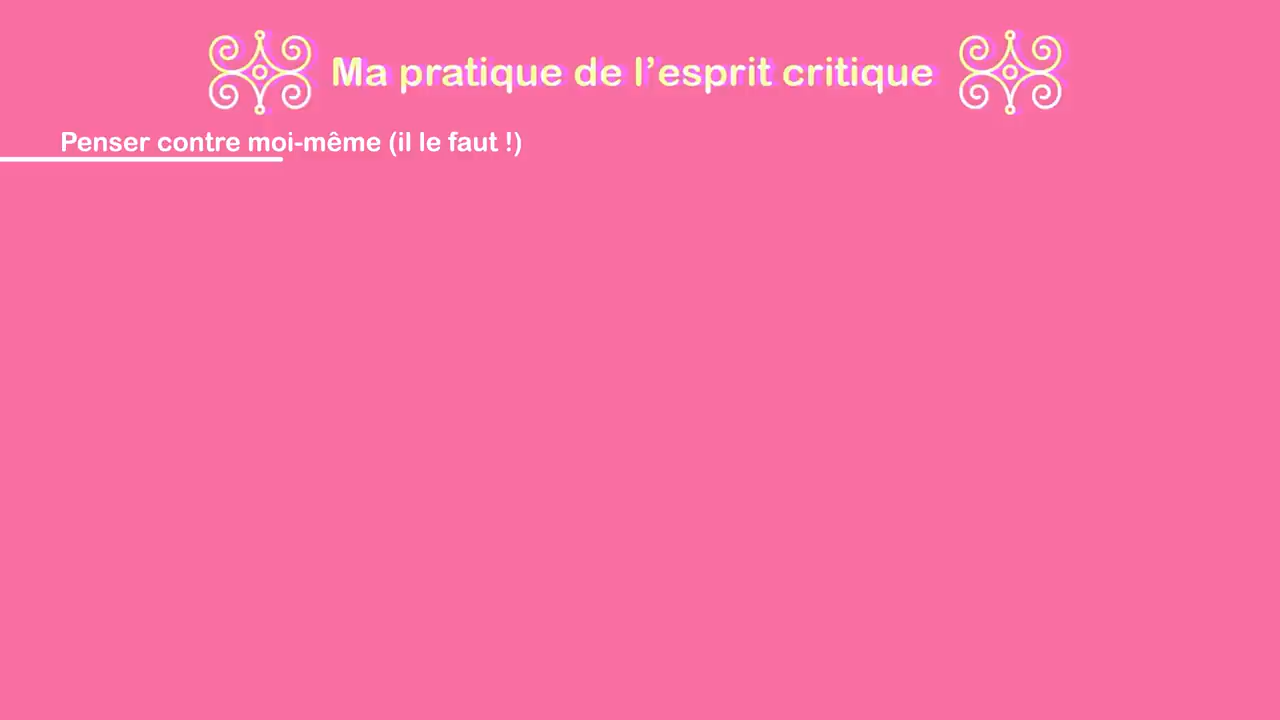 Ma pratique de l’esprit critique
Penser contre moi-même (il le faut !)